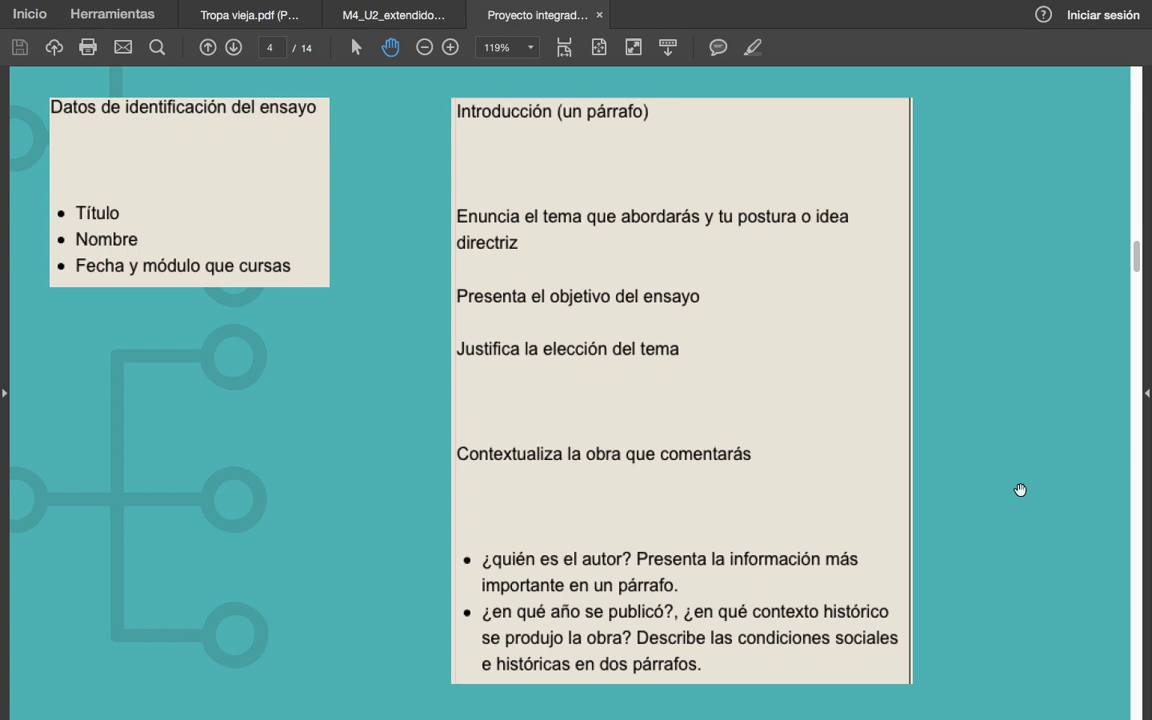 Inicio
Herramientas
Tropa vieja.pdf (P...
M4_U2_extendido...
Proyecto integrad... ×
? Iniciar sesión
4 / 14
119%
Datos de identificación del ensayo
• Título
• Nombre
• Fecha y módulo que cursas
Introducción (un párrafo)
Enuncia el tema que abordarás y tu postura o idea
directriz
Presenta el objetivo del ensayo
Justifica la elección del tema
Contextualiza la obra que comentarás
• ¿quién es el autor? Presenta la información más
importante en un párrafo.
• ¿en qué año se publicó?, ¿en qué contexto histórico
se produjo la obra? Describe las condiciones sociales
e históricas en dos párrafos.